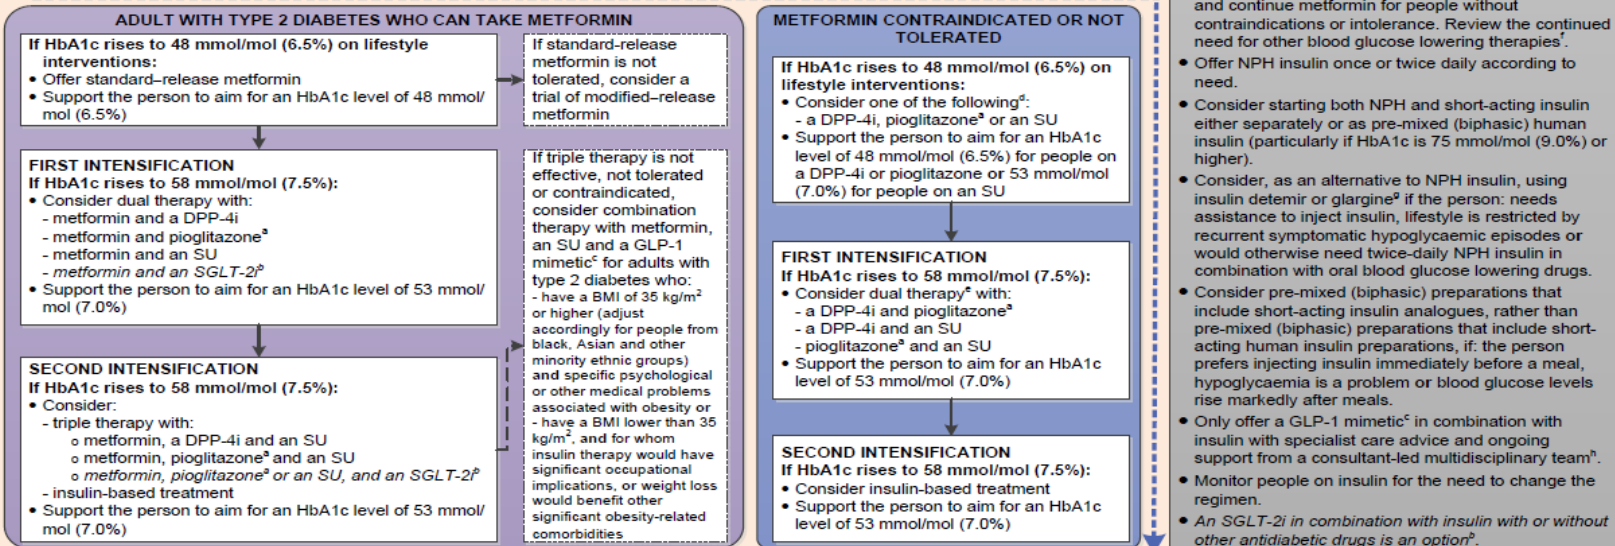 ADULT WITH TYPE 2 DIABETES WHO CAN TAKE METFORMIN
If HbA1c rises to 48 mmol/mol (6.5%) on lifestyle
interventions:
• Offer standard–release metformin
• Support the person to aim for an HbA1c level of 48 mmol/
mol (6.5%)
If standard-release
metformin is not
tolerated, consider a
trial of modified–release
metformin
FIRST INTENSIFICATION
If HbA1c rises to 58 mmol/mol (7.5%):
• Consider dual therapy with:
- metformin and a DPP-4i
- metformin and pioglitazoneᵃ
- metformin and an SU
- metformin and an SGLT-2iᵇ
• Support the person to aim for an HbA1c level of 53 mmol/
mol (7.0%)
SECOND INTENSIFICATION
If HbA1c rises to 58 mmol/mol (7.5%):
• Consider:
- triple therapy with:
o metformin, a DPP-4i and an SU
o metformin, pioglitazoneᵃ and an SU
o metformin, pioglitazoneᵃ or an SU, and an SGLT-2iᵇ
- insulin-based treatment
• Support the person to aim for an HbA1c level of 53 mmol/
mol (7.0%)
If triple therapy is not
effective, not tolerated
or contraindicated,
consider combination
therapy with metformin,
an SU and a GLP-1
mimeticᶜ for adults with
type 2 diabetes who:
- have a BMI of 35 kg/m²
or higher (adjust
accordingly for people from
black, Asian and other
minority ethnic groups)
and specific psychological
or other medical problems
associated with obesity or
- have a BMI lower than 35
kg/m², and for whom
insulin therapy would have
significant occupational
implications, or weight loss
would benefit other
significant obesity-related
comorbidities
METFORMIN CONTRAINDICATED OR NOT
TOLERATED
If HbA1c rises to 48 mmol/mol (6.5%) on
lifestyle interventions:
• Consider one of the followingᵈ:
- a DPP-4i, pioglitazoneᵃ or an SU
• Support the person to aim for an HbA1c
level of 48 mmol/mol (6.5%) for people on
a DPP-4i or pioglitazone or 53 mmol/mol
(7.0%) for people on an SU
FIRST INTENSIFICATION
If HbA1c rises to 58 mmol/mol (7.5%):
• Consider dual therapyᵉ with:
- a DPP-4i and pioglitazoneᵃ
- a DPP-4i and an SU
- pioglitazoneᵃ and an SU
• Support the person to aim for an HbA1c
level of 53 mmol/mol (7.0%)
SECOND INTENSIFICATION
If HbA1c rises to 58 mmol/mol (7.5%):
• Consider insulin-based treatment
• Support the person to aim for an HbA1c
level of 53 mmol/mol (7.0%)
and continue metformin for people without
contraindications or intolerance. Review the continued
need for other blood glucose lowering therapiesᶠ.
• Offer NPH insulin once or twice daily according to
need.
• Consider starting both NPH and short-acting insulin
either separately or as pre-mixed (biphasic) human
insulin (particularly if HbA1c is 75 mmol/mol (9.0%) or
higher).
• Consider, as an alternative to NPH insulin, using
insulin detemir or glargineᵍ if the person: needs
assistance to inject insulin, lifestyle is restricted by
recurrent symptomatic hypoglycaemic episodes or
would otherwise need twice-daily NPH insulin in
combination with oral blood glucose lowering drugs.
• Consider pre-mixed (biphasic) preparations that
include short-acting insulin analogues, rather than
pre-mixed (biphasic) preparations that include short-
acting human insulin preparations, if: the person
prefers injecting insulin immediately before a meal,
hypoglycaemia is a problem or blood glucose levels
rise markedly after meals.
• Only offer a GLP-1 mimeticᶜ in combination with
insulin with specialist care advice and ongoing
support from a consultant-led multidisciplinary teamʰ.
• Monitor people on insulin for the need to change the
regimen.
• An SGLT-2i in combination with insulin with or without
other antidiabetic drugs is an optionᵇ.